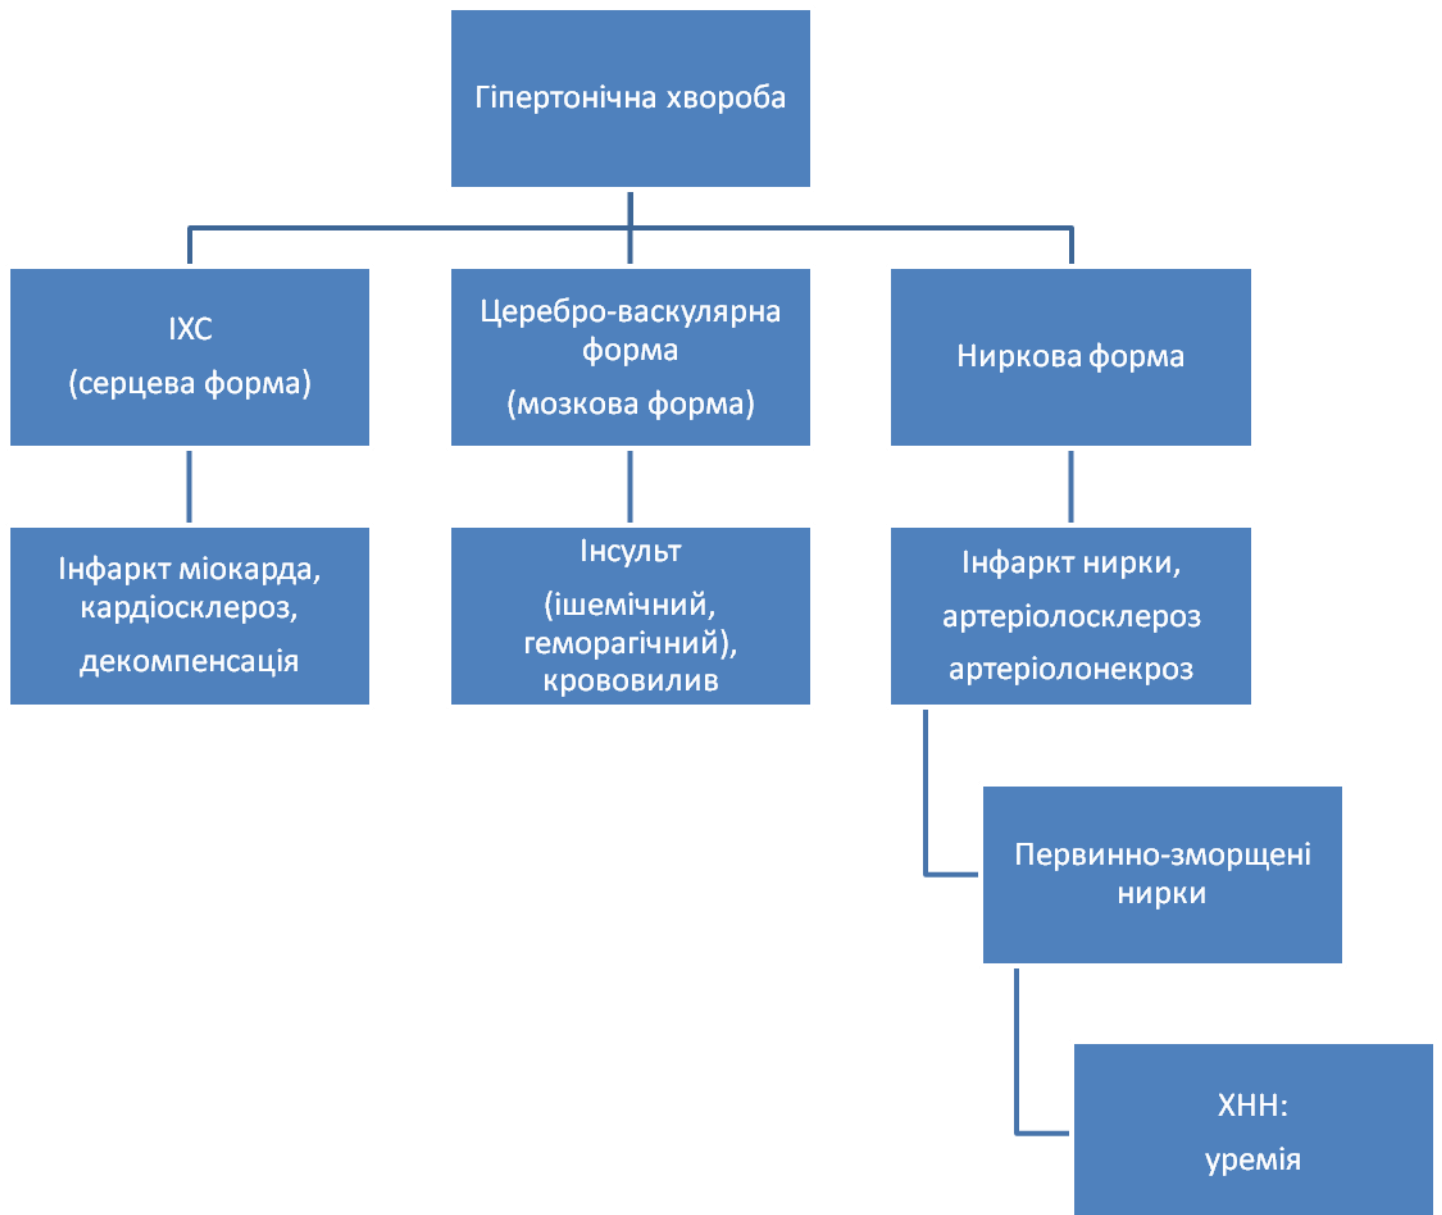 Гіпертонічна хвороба
ІХС
(серцева форма)
Церебро-васкулярна
форма
(мозкова форма)
Ниркова форма
Інфаркт міокарда,
кардіосклероз,
декомпенсація
Інсульт
(ішемічний,
геморагічний),
крововилив
Інфаркт нирки,
артеріолосклероз
артеріолонекроз
Первинно-зморщені
нирки
ХНН:
уремія